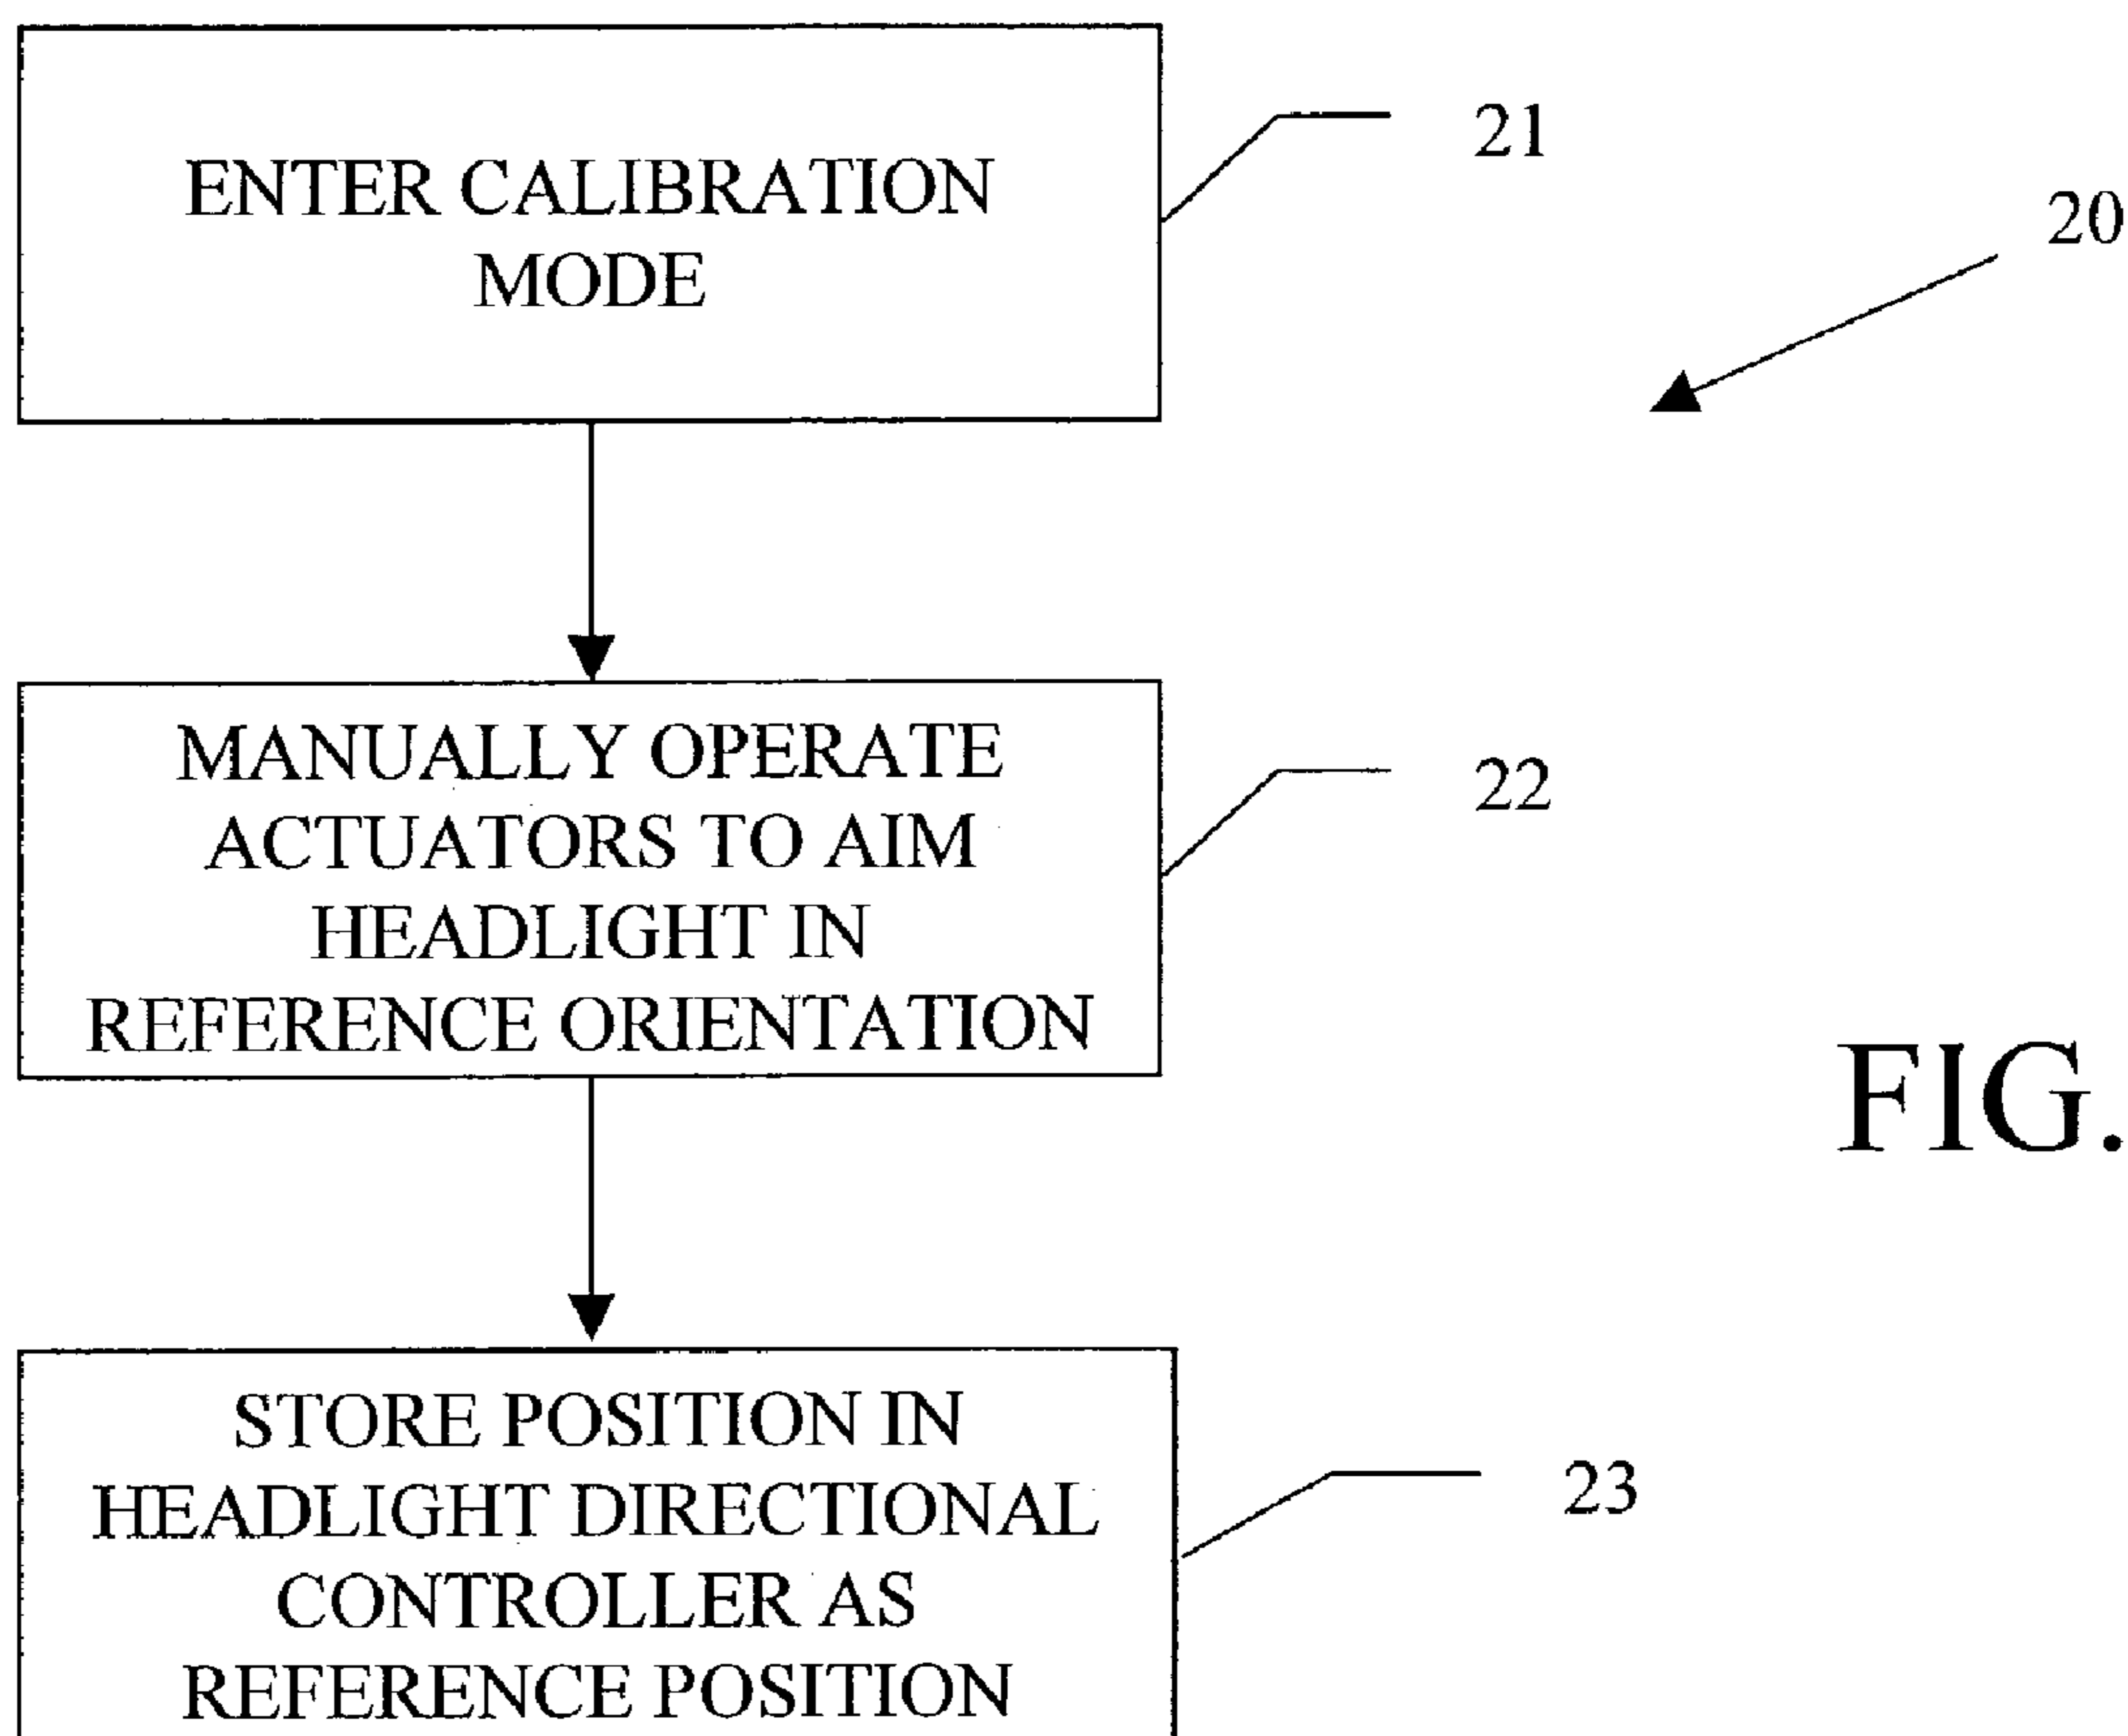 ENTER CALIBRATION
MODE
21
20
MANUALLY OPERATE
ACTUATORS TO AIM
HEADLIGHT IN
REFERENCE ORIENTATION
22
FIG.
STORE POSITION IN
HEADLIGHT DIRECTIONAL
CONTROLLER AS
REFERENCE POSITION
23